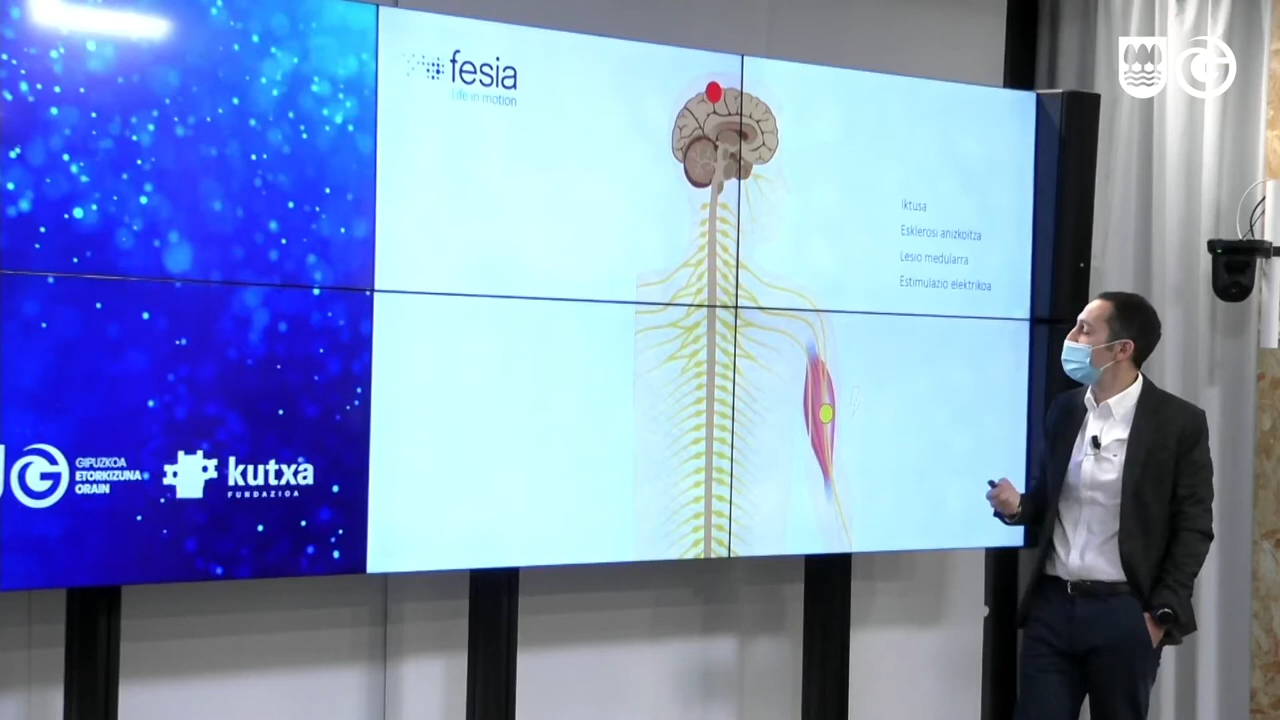 fesia
life in motion
Iktusa
Esklerosi anizkoitza
Lesio medularra
Estimulazio elektrikoa
GIPUZKOA
ETORKIZUNA
ORAIN
kutxa
FUNDAZIOA